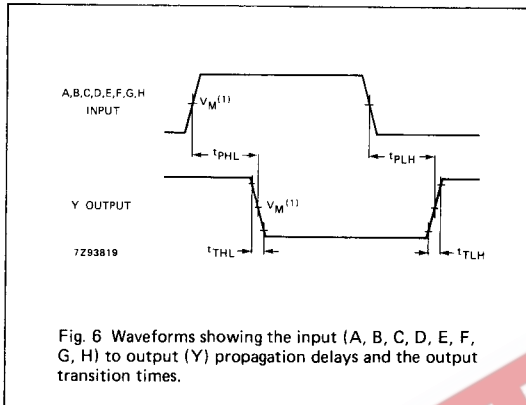 A,B,C,D,E,F,G,H
INPUT
VM(1)
tPHL
tPLH
Y OUTPUT
VM(1)
7Z93819
tTHL
tTLH
Fig. 6 Waveforms showing the input (A, B, C, D, E, F,
G, H) to output (Y) propagation delays and the output
transition times.